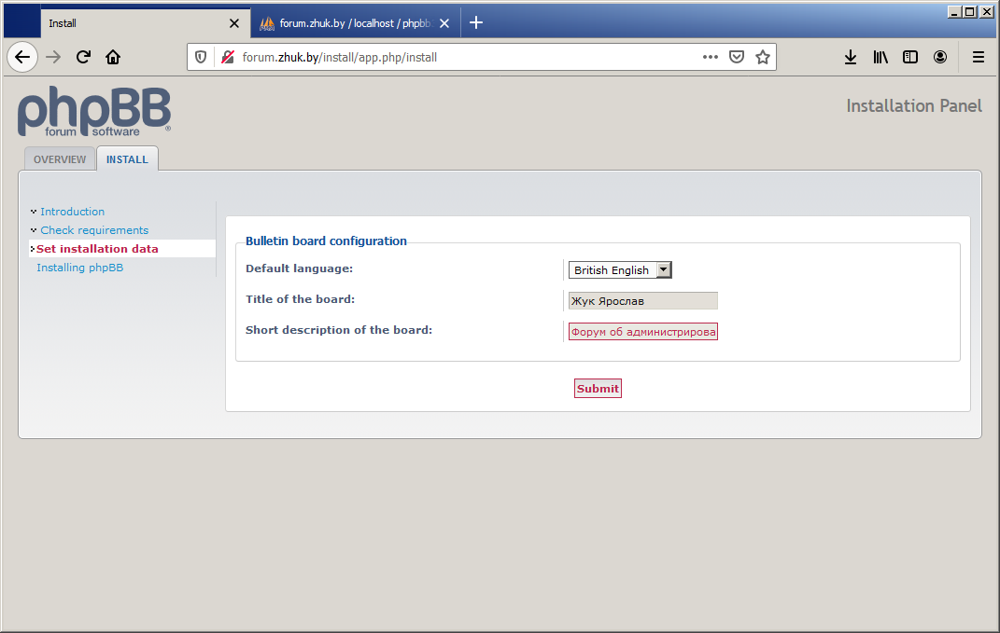 Install
forum.zhuk.by / localhost / phpbb
forum.zhuk.by/install/app.php/install
phpBB
forum software
®
Installation Panel
OVERVIEW
INSTALL
Introduction
Check requirements
Set installation data
Installing phpBB
Bulletin board configuration
Default language:
British English
Title of the board:
Жук Ярослав
Short description of the board:
Форум об администрирова
Submit